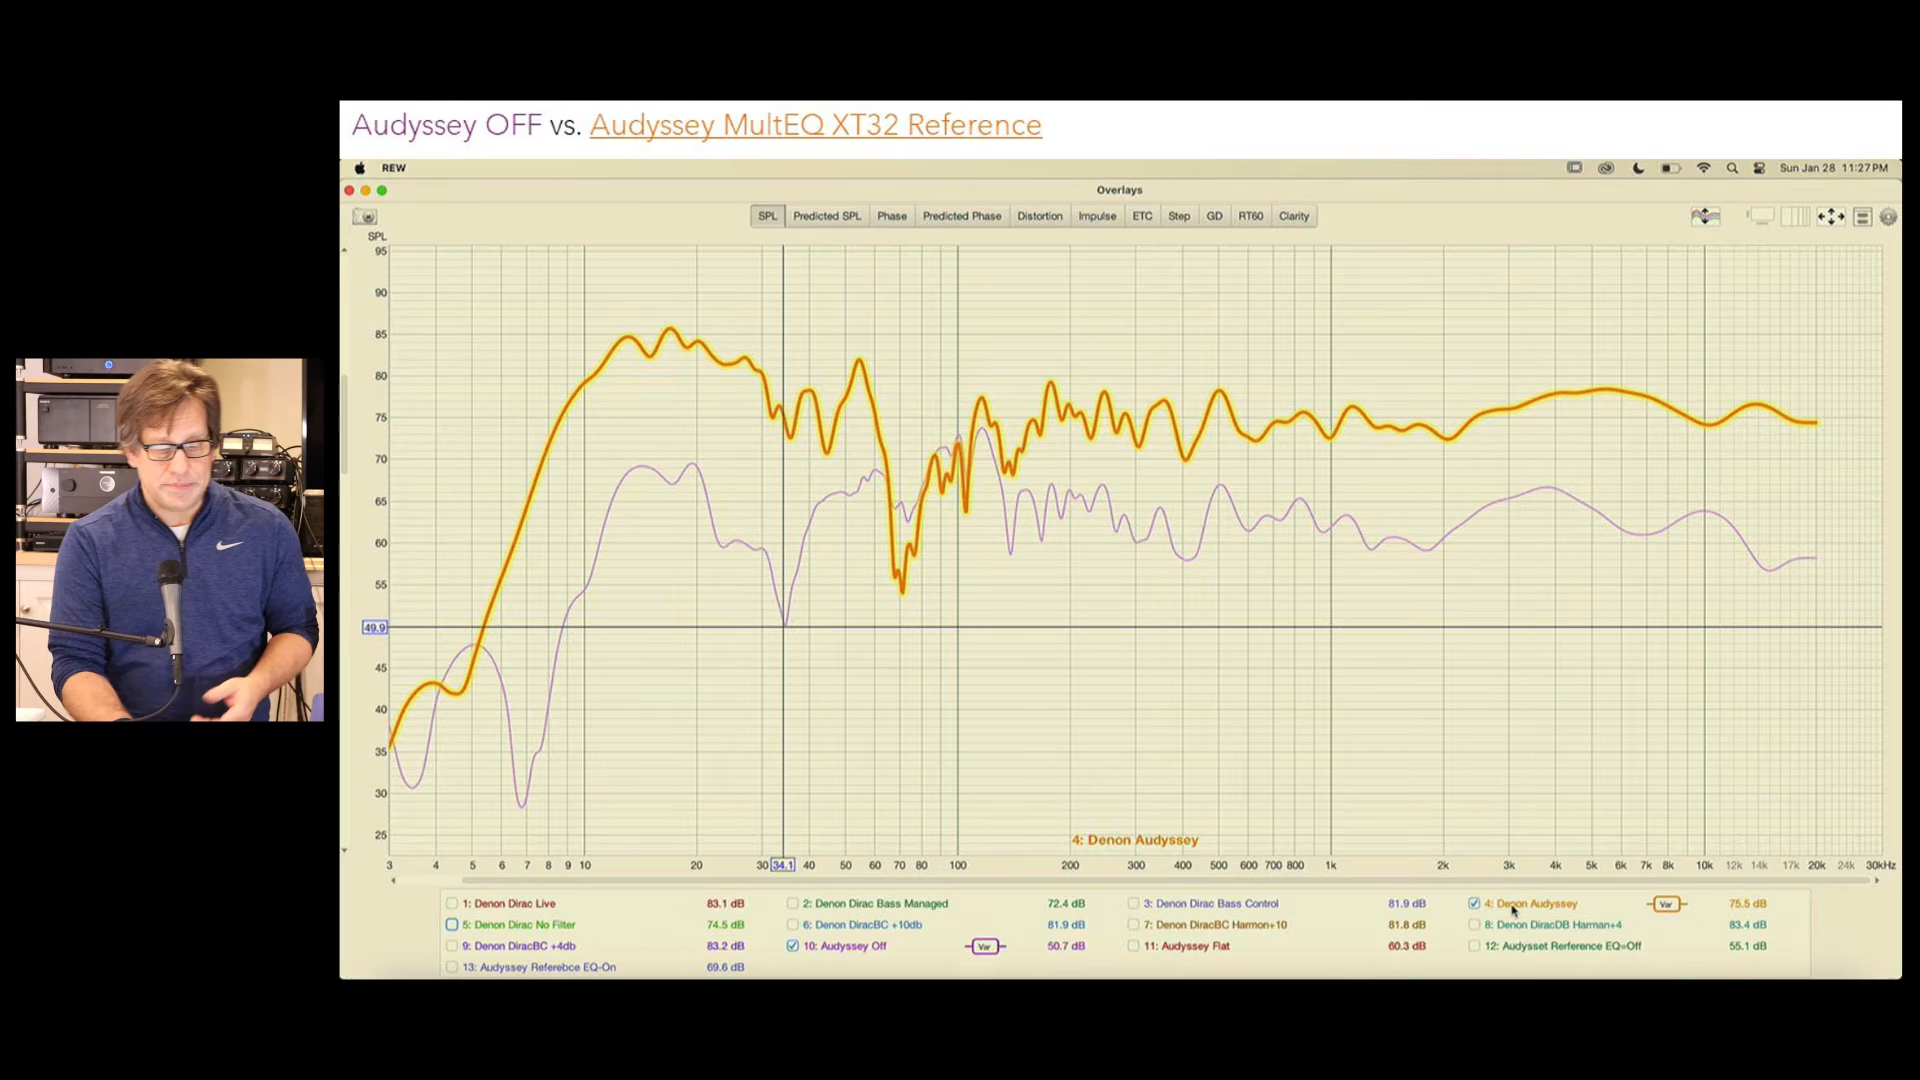 Audyssey OFF vs. Audyssey MultEQ XT32 Reference
REW
Sun Jan 28 11:27PM
Overlays
SPL Predicted SPL Phase Predicted Phase Distortion Impulse ETC Step GD RT60 Clarity
SPL
95
90
85
80
75
70
65
60
55
49.9
45
40
35
30
25
4: Denon Audyssey
3 4 5 6 7 8 9 10 20 30 34.1 40 50 60 70 80 100 200 300 400 500 600 700 800 1k 2k 3k 4k 5k 6k 7k 8k 10k 12k 14k 17k 20k 24k 30kHz
1: Denon Dirac Live 83.1 dB 2: Denon Dirac Bass Managed 72.4 dB 3: Denon Dirac Bass Control 81.9 dB 4: Denon Audyssey Var 75.5 dB
5: Denon Dirac No Filter 74.5 dB 6: Denon DiracBC +10db 81.9 dB 7: Denon DiracBC Harmon+10 81.8 dB 8: Denon DiracDB Harman+4 83.4 dB
9: Denon DiracBC +4db 83.2 dB 10: Audyssey Off Var 50.7 dB 11: Audyssey Flat 60.3 dB 12: Audysset Rerference EQ=Off 55.1 dB
13: Audyssey Referebce EQ-On 69.6 dB